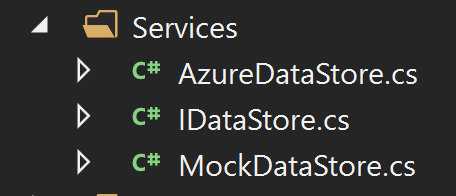 Services
C# AzureDataStore.cs
C# IDataStore.cs
C# MockDataStore.cs